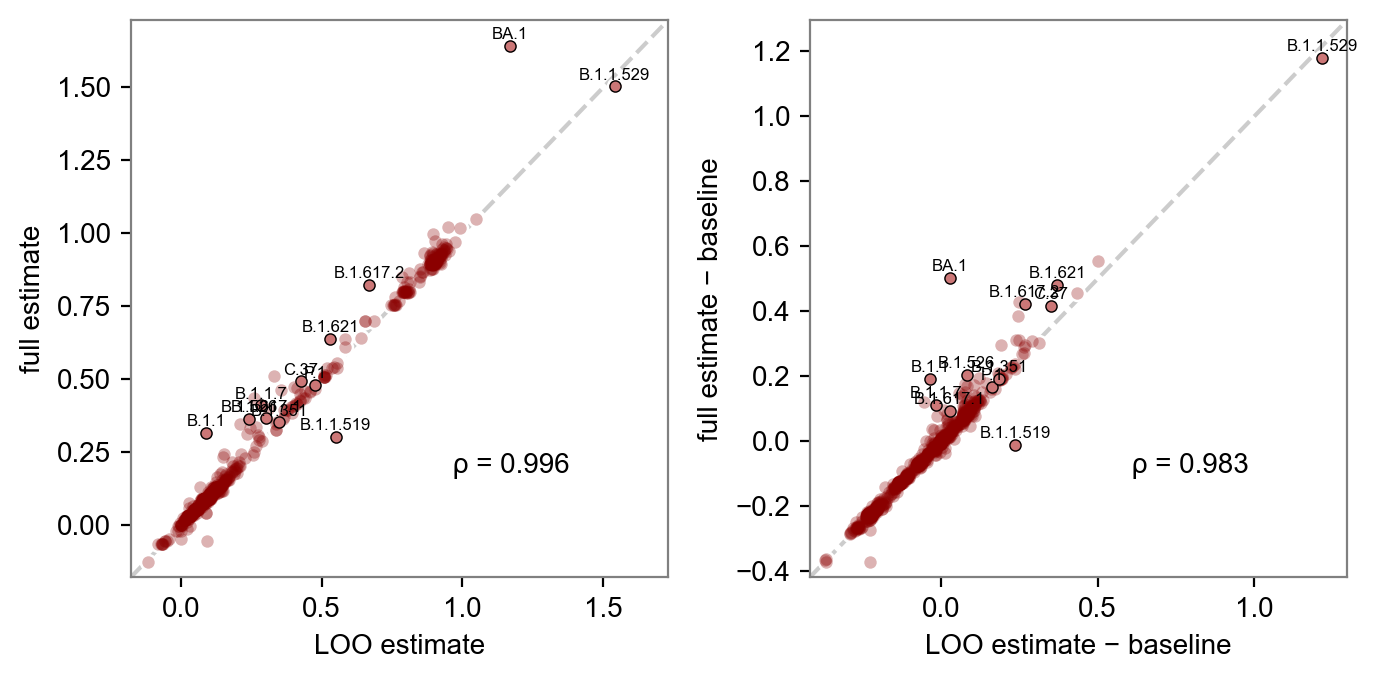 BA.1
B.1.1.529
1.50
1.25
1.00
B.1.617.2
0.75
B.1.621
C.37
P.1
0.50
B.1.1.7
B.1.351
B.1.1
B.1.1.519
0.25
ρ = 0.996
0.00
0.0 0.5 1.0 1.5
LOO estimate
full estimate
1.2
B.1.1.529
1.0
0.8
0.6
BA.1
B.1.621
B.1.617.2
C.37
0.4
B.1.1
B.1.526
B.1.351
P.1
0.2
B.1.1.7
B.1.617.1
B.1.1.519
0.0
ρ = 0.983
−0.2
−0.4
0.0 0.5 1.0
LOO estimate − baseline
full estimate − baseline